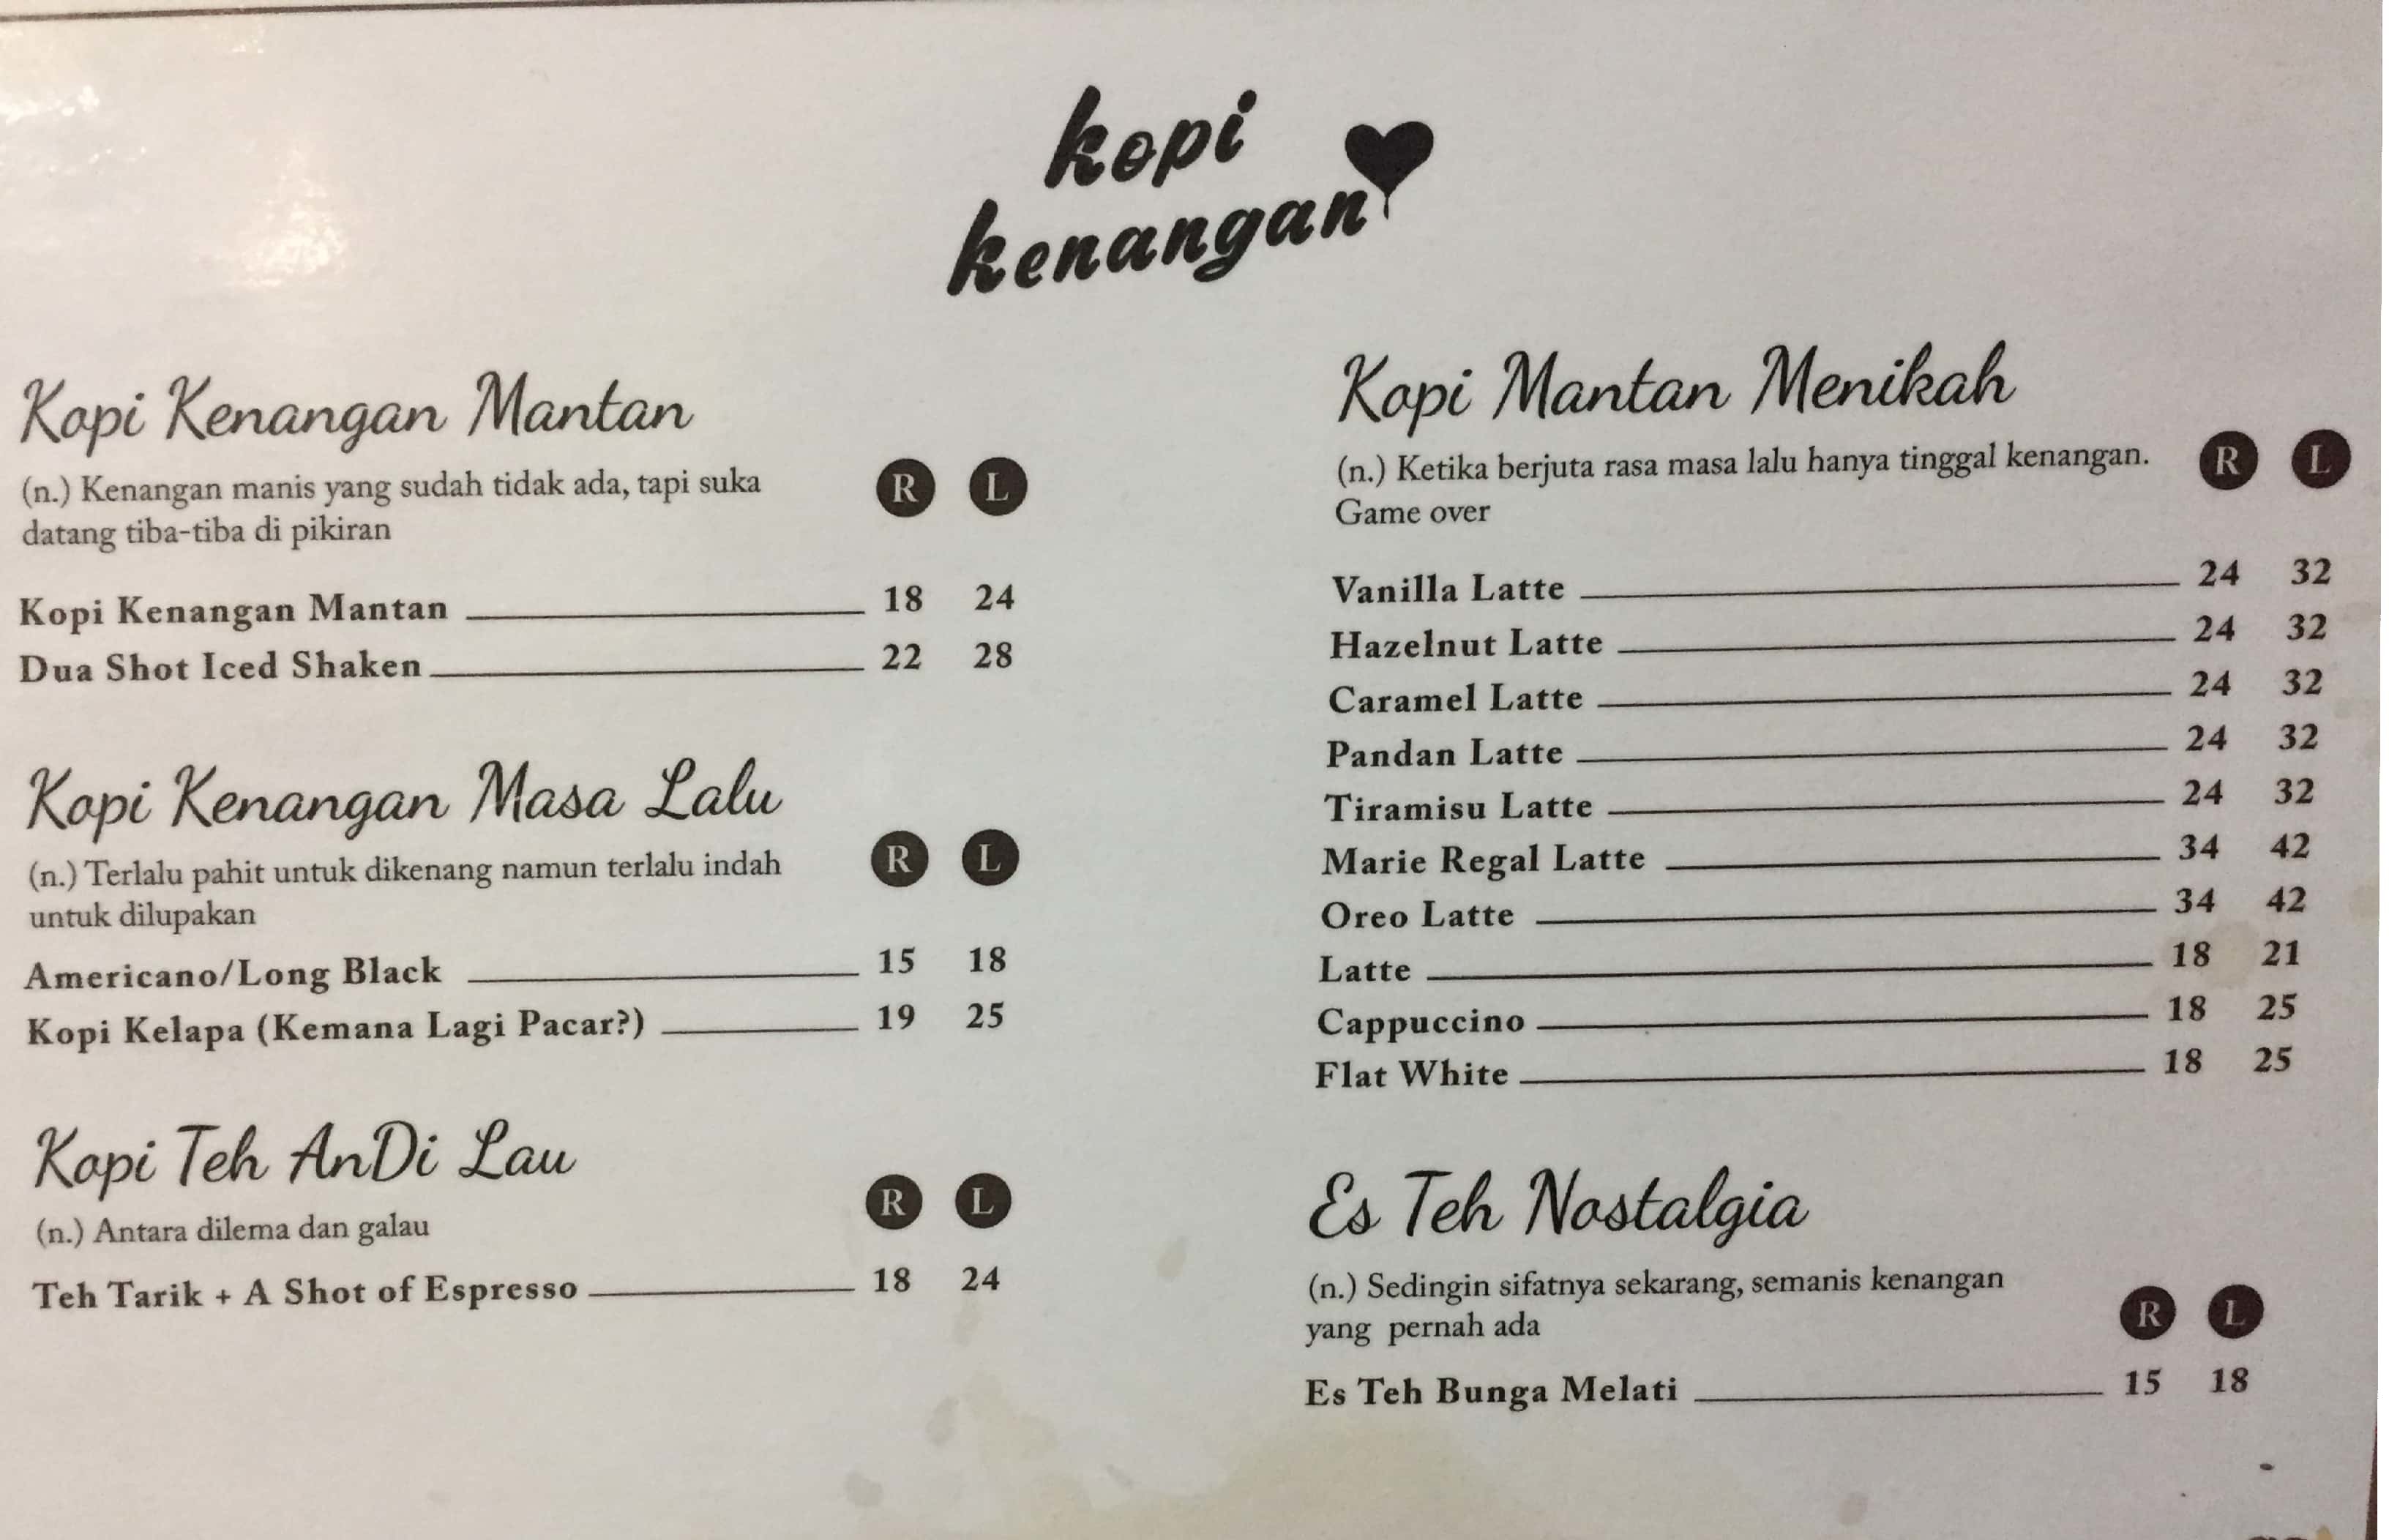 kopi
kenangan
Kopi Kenangan Mantan
(n.) Kenangan manis yang sudah tidak ada, tapi suka
datang tiba-tiba di pikiran
R L
Kopi Kenangan Mantan 18 24
Dua Shot Iced Shaken 22 28
Kopi Kenangan Masa Lalu
(n.) Terlalu pahit untuk dikenang namun terlalu indah
untuk dilupakan
R L
Americano/Long Black 15 18
Kopi Kelapa (Kemana Lagi Pacar?) 19 25
Kopi Teh AnDi Lau
R L
(n.) Antara dilema dan galau
Teh Tarik + A Shot of Espresso 18 24
Kopi Mantan Menikah
(n.) Ketika berjuta rasa masa lalu hanya tinggal kenangan. R L
Game over
Vanilla Latte 24 32
Hazelnut Latte 24 32
Caramel Latte 24 32
Pandan Latte 24 32
Tiramisu Latte 24 32
Marie Regal Latte 34 42
Oreo Latte 34 42
Latte 18 21
Cappuccino 18 25
Flat White 18 25
Es Teh Nostalgia
(n.) Sedingin sifatnya sekarang, semanis kenangan
yang pernah ada
R L
Es Teh Bunga Melati 15 18